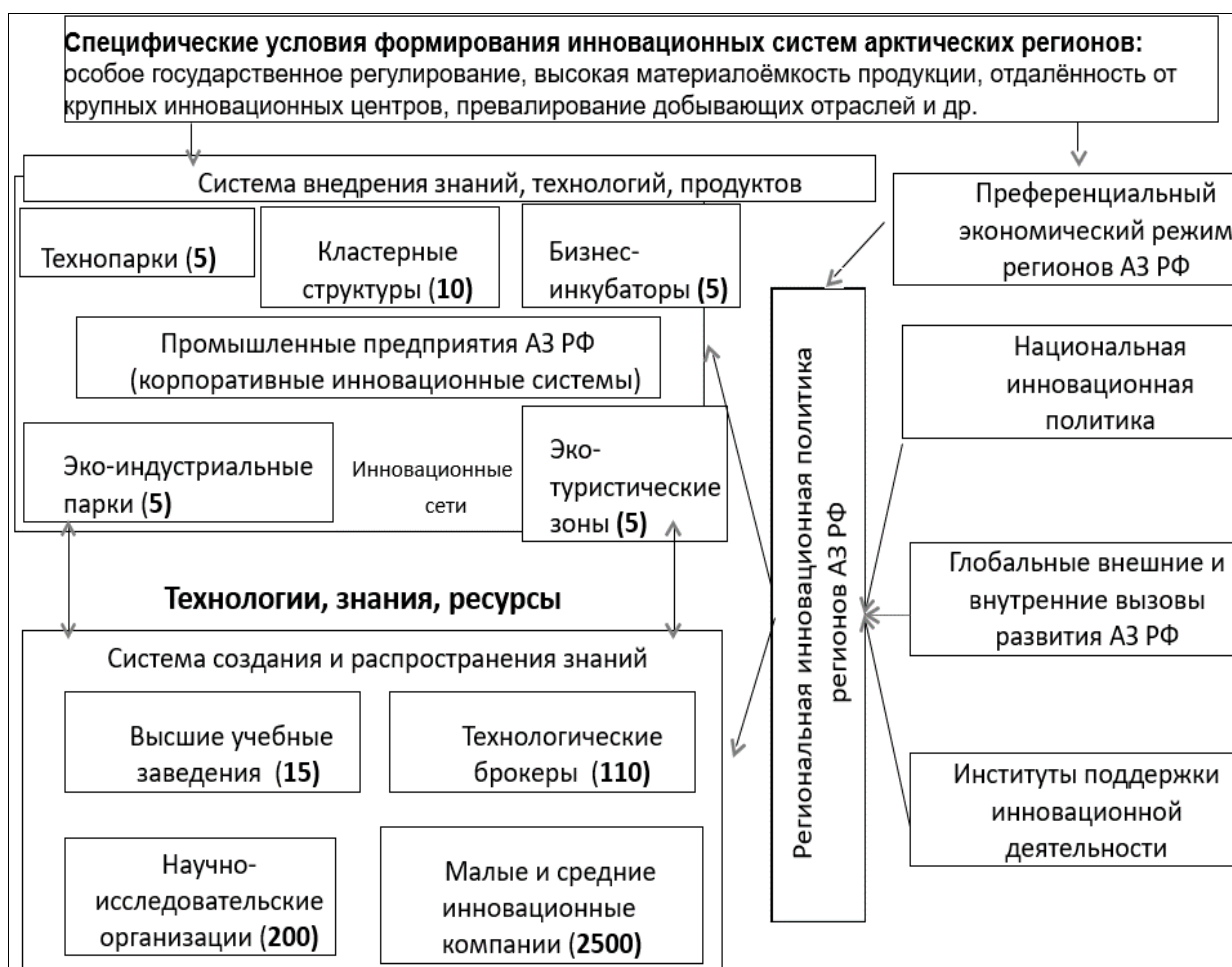 Специфические условия формирования инновационных систем арктических регионов:
особое государственное регулирование, высокая материалоёмкость продукции, отдалённость от
крупных инновационных центров, превалирование добывающих отраслей и др.
Система внедрения знаний, технологий, продуктов
Технопарки (5)
Кластерные
структуры (10)
Бизнес-
инкубаторы (5)
Промышленные предприятия АЗ РФ
(корпоративные инновационные системы)
Эко-индустриальные
парки (5)
Инновационные
сети
Эко-
туристические
зоны (5)
Технологии, знания, ресурсы
Система создания и распространения знаний
Высшие учебные
заведения (15)
Технологические
брокеры (110)
Научно-
исследовательские
организации (200)
Малые и средние
инновационные
компании (2500)
Региональная инновационная политика
регионов АЗ РФ
Преференциальный
экономический режим
регионов АЗ РФ
Национальная
инновационная
политика
Глобальные внешние и
внутренние вызовы
развития АЗ РФ
Институты поддержки
инновационной
деятельности